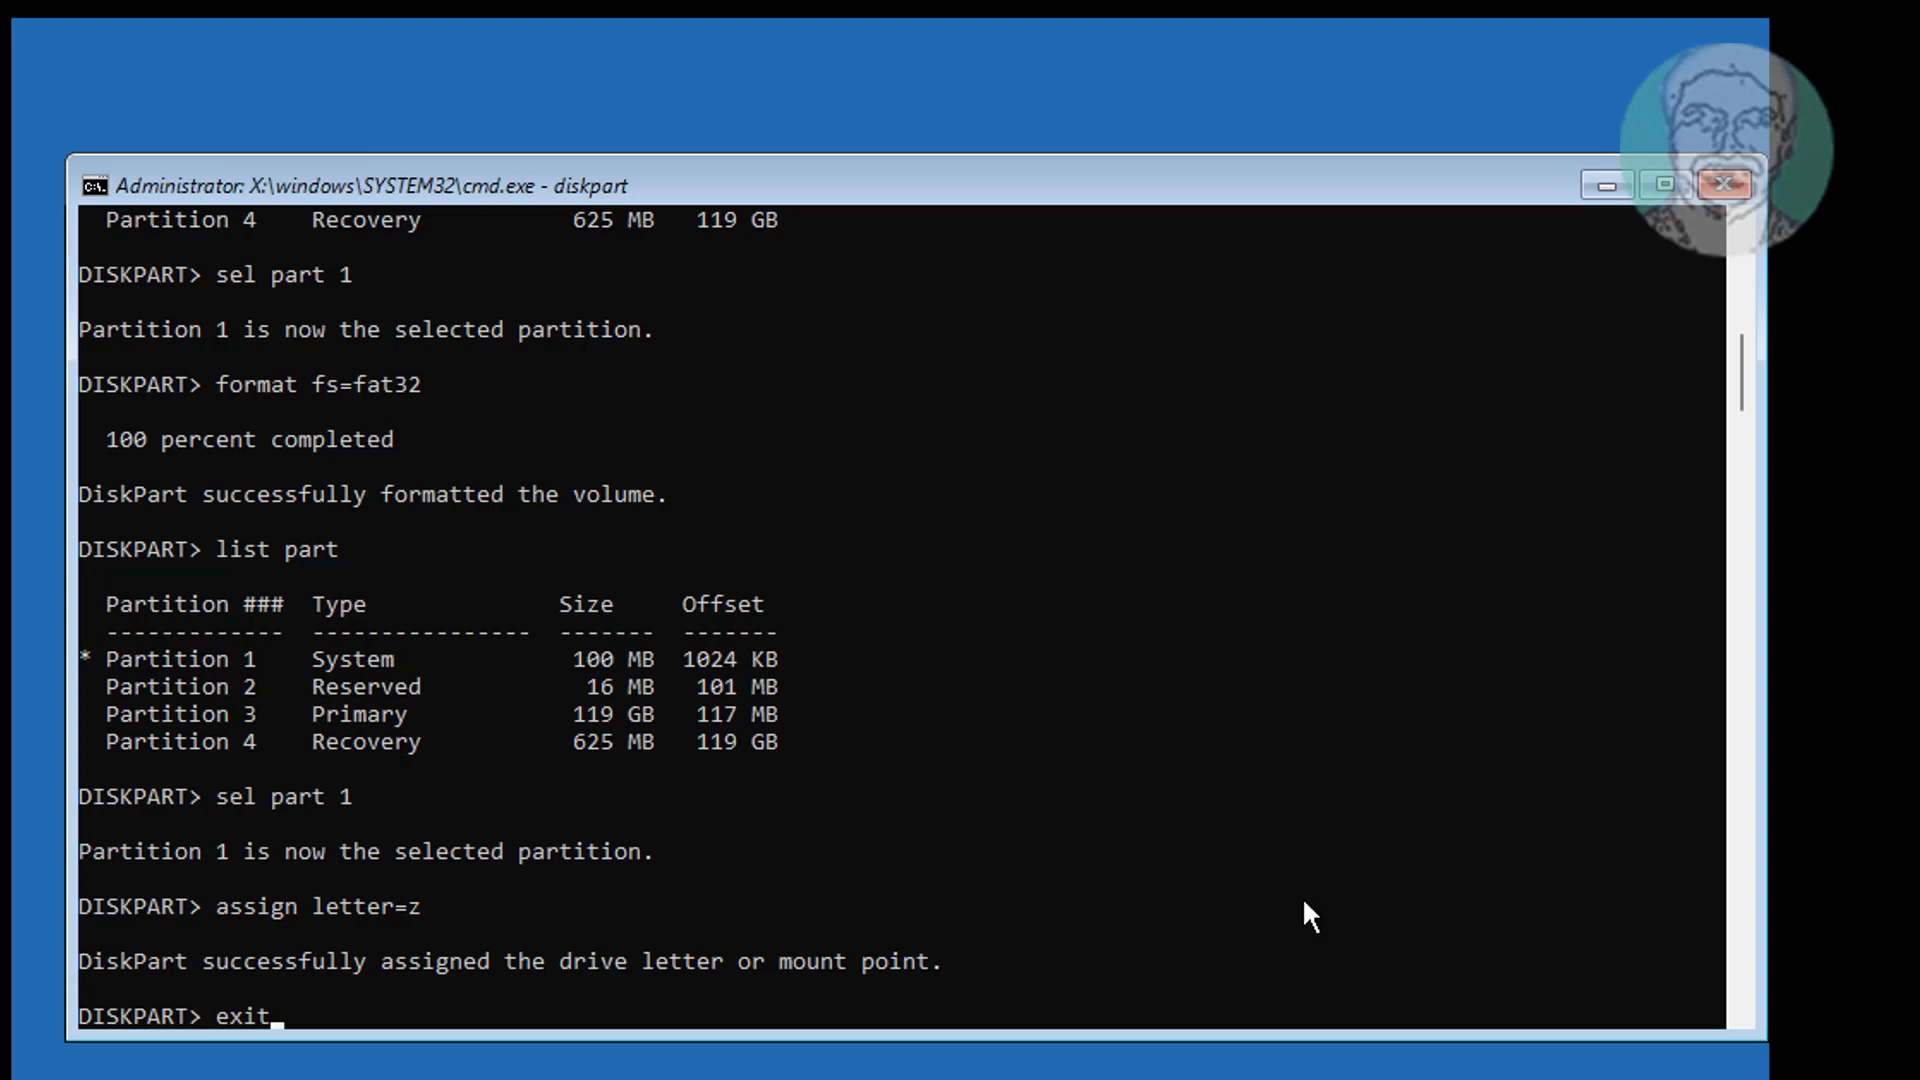 Administrator: X:\windows\SYSTEM32\cmd.exe - diskpart
Partition 4    Recovery           625 MB   119 GB
DISKPART> sel part 1
Partition 1 is now the selected partition.
DISKPART> format fs=fat32
100 percent completed
DiskPart successfully formatted the volume.
DISKPART> list part
Partition ###  Type              Size     Offset
-------------  ----------------  -------  -------
* Partition 1    System             100 MB  1024 KB
Partition 2    Reserved            16 MB   101 MB
Partition 3    Primary            119 GB   117 MB
Partition 4    Recovery           625 MB   119 GB
DISKPART> sel part 1
Partition 1 is now the selected partition.
DISKPART> assign letter=z
DiskPart successfully assigned the drive letter or mount point.
DISKPART> exit